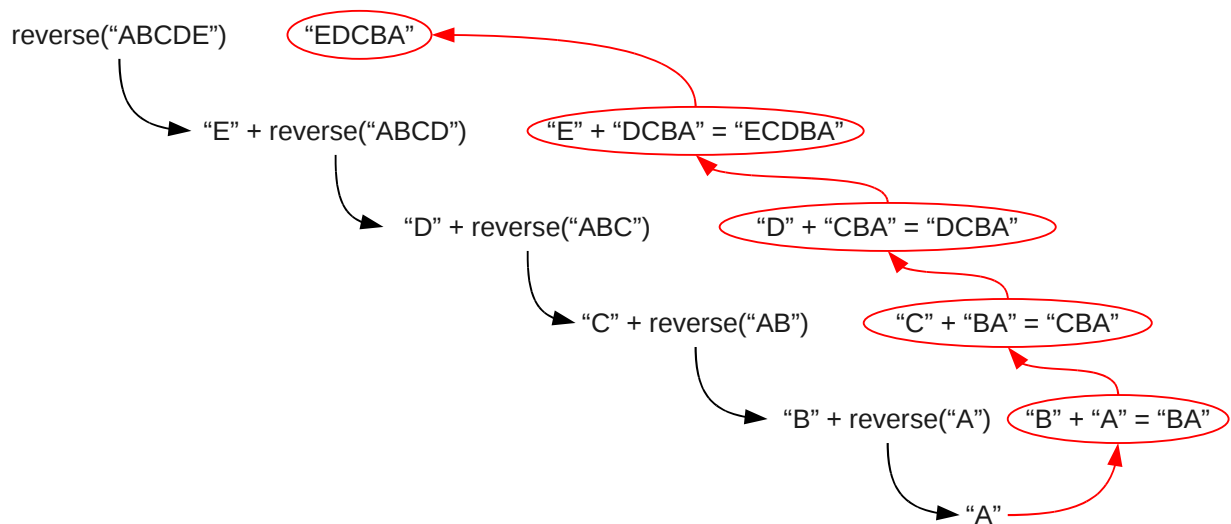 reverse(“ABCDE”) “EDCBA”
“E” + reverse(“ABCD”) “E” + “DCBA” = “ECDBA”
“D” + reverse(“ABC”) “D” + “CBA” = “DCBA”
“C” + reverse(“AB”) “C” + “BA” = “CBA”
“B” + reverse(“A”) “B” + “A” = “BA”
“A”